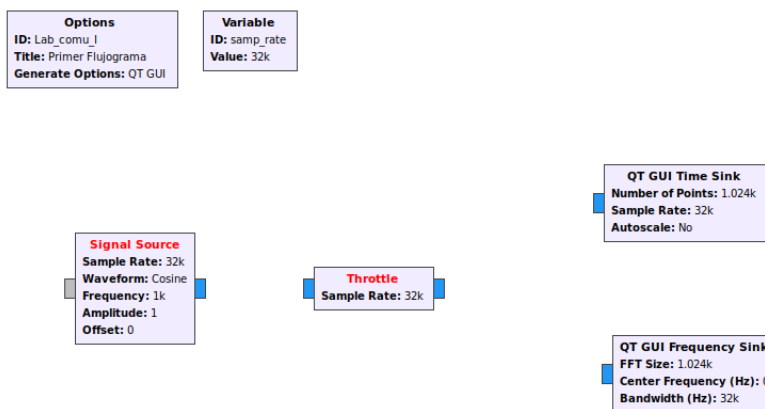 Options
ID: Lab_comu_I
Title: Primer Flujograma
Generate Options: QT GUI
Variable
ID: samp_rate
Value: 32k
QT GUI Time Sink
Number of Points: 1.024k
Sample Rate: 32k
Autoscale: No
Signal Source
Sample Rate: 32k
Waveform: Cosine
Frequency: 1k
Amplitude: 1
Offset: 0
Throttle
Sample Rate: 32k
QT GUI Frequency Sink
FFT Size: 1.024k
Center Frequency (Hz):
Bandwidth (Hz): 32k